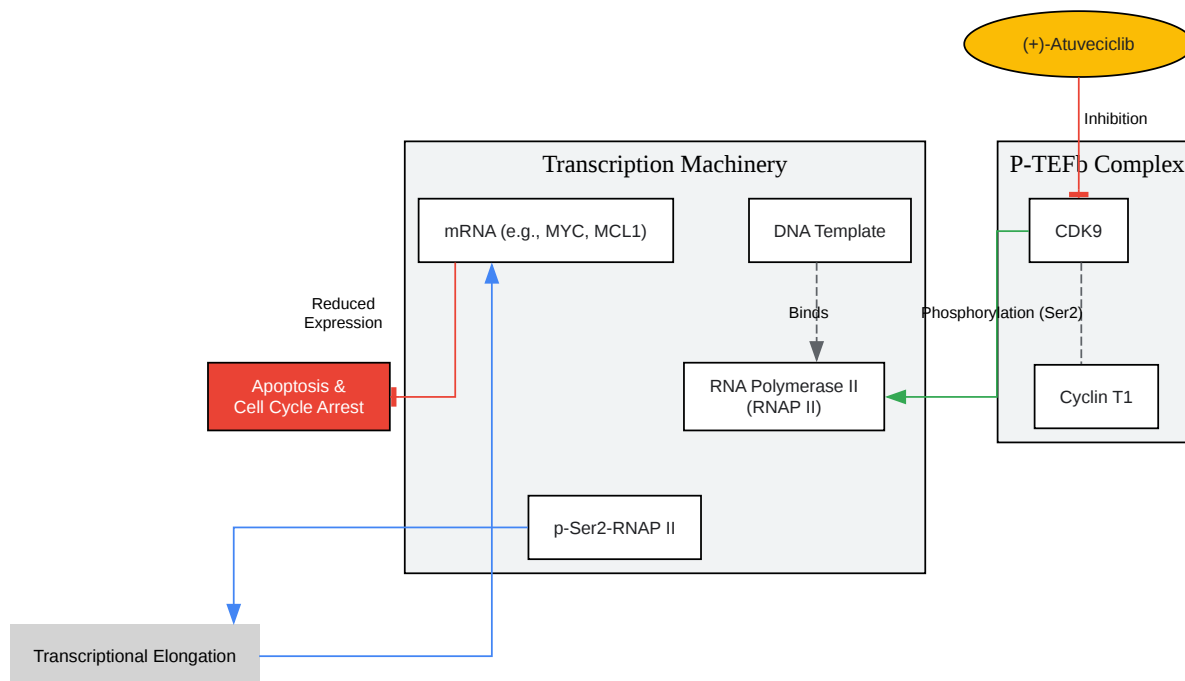 (+)-Atuveciclib
Inhibition
Transcription Machinery
P-TEFb Complex
mRNA (e.g., MYC, MCL1)
DNA Template
CDK9
Reduced
Expression
Binds
Phosphorylation (Ser2)
Apoptosis &
Cell Cycle Arrest
RNA Polymerase II
(RNAP II)
Cyclin T1
p-Ser2-RNAP II
Transcriptional Elongation